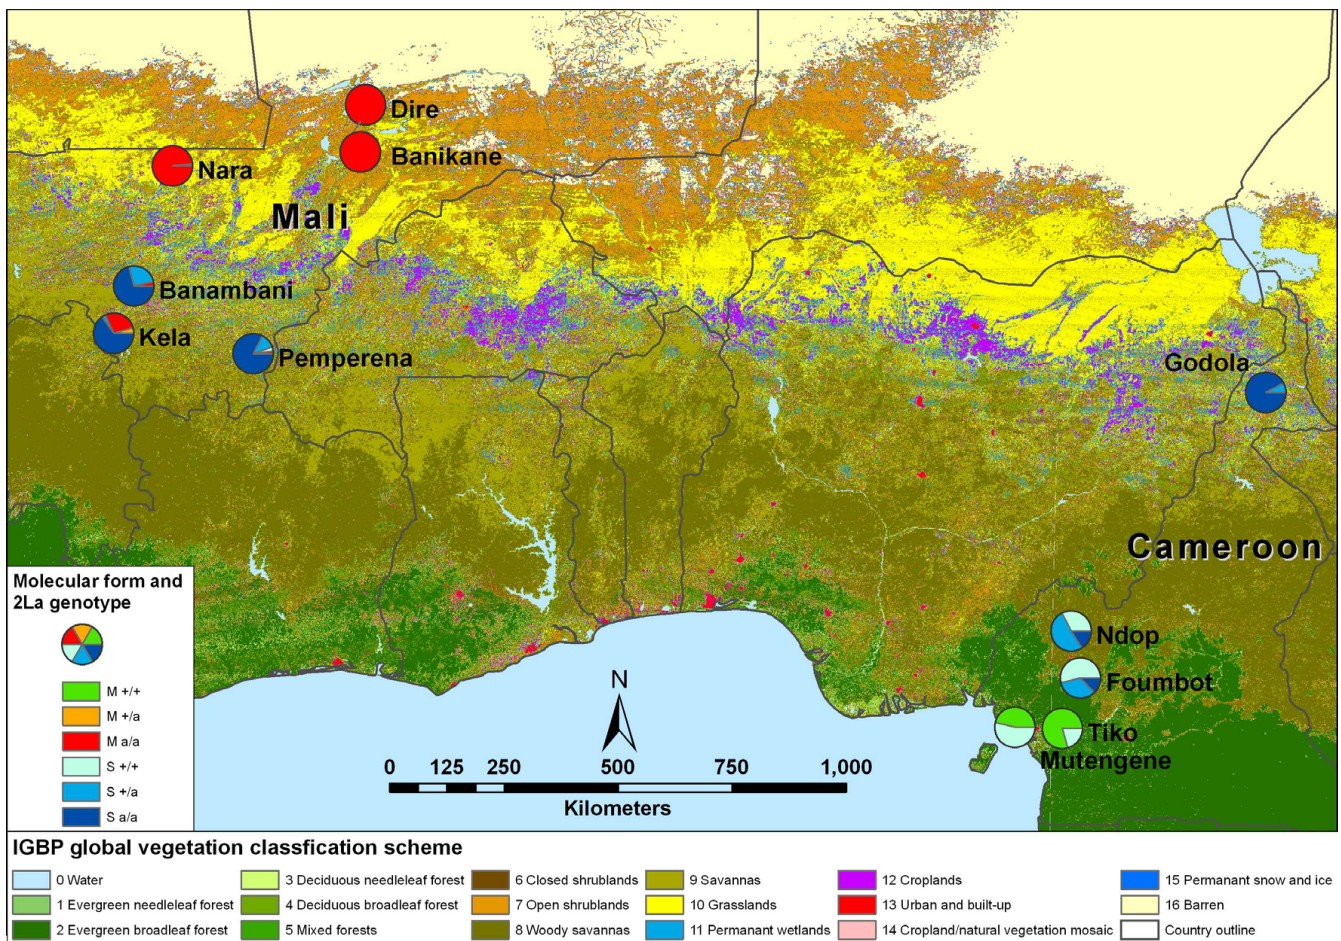 Dire
Banikane
Nara
Mali
Banambani
Kela
Pemperena
Godola
Cameroon
Ndop
Foumbot
Tiko
Mutengene
Molecular form and
2La genotype
M +/+
M +/a
M a/a
S +/+
S +/a
S a/a
N
0 125 250 500 750 1,000
Kilometers
IGBP global vegetation classfication scheme
0 Water
1 Evergreen needleleaf forest
2 Evergreen broadleaf forest
3 Deciduous needleleaf forest
4 Deciduous broadleaf forest
5 Mixed forests
6 Closed shrublands
7 Open shrublands
8 Woody savannas
9 Savannas
10 Grasslands
11 Permanant wetlands
12 Croplands
13 Urban and built-up
14 Cropland/natural vegetation mosaic
15 Permanant snow and ice
16 Barren
Country outline